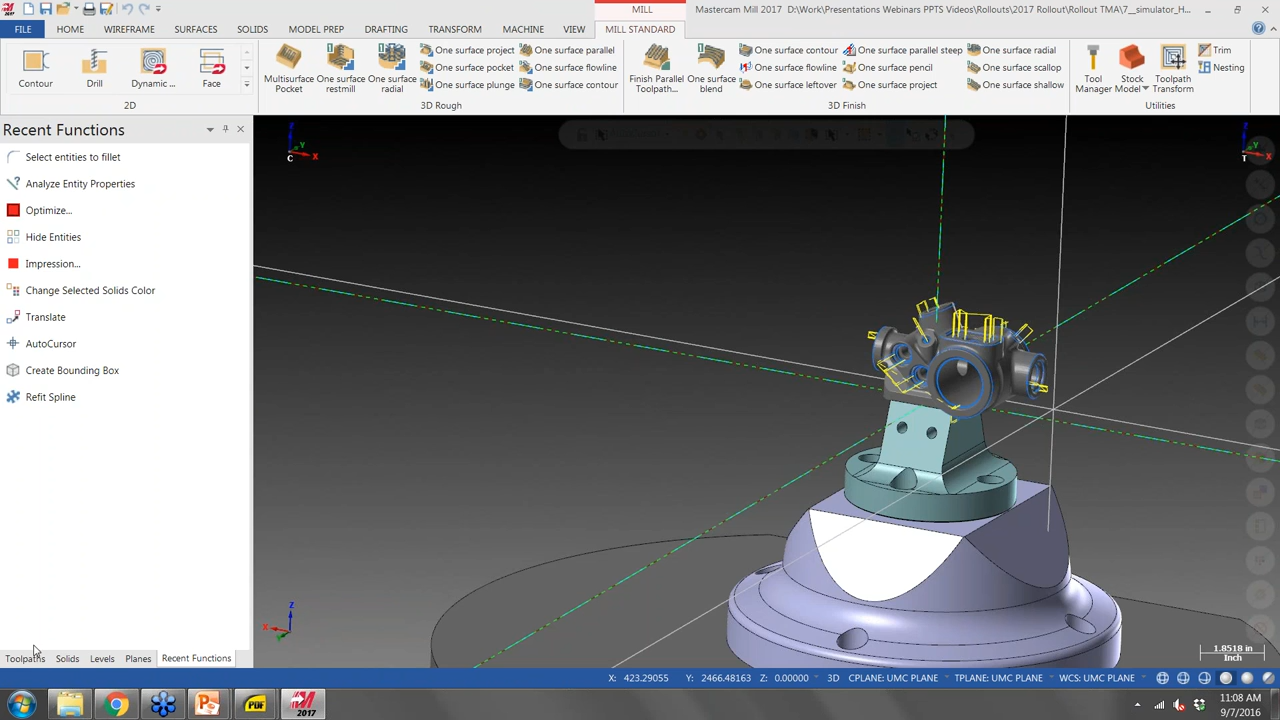 MILL
Mastercam Mill 2017 D:\Work\Presentations Webinars PPTS Videos\Rollouts\2017 Rollout TMA\7__simulator_H...
FILE HOME WIREFRAME SURFACES SOLIDS MODEL PREP DRAFTING TRANSFORM MACHINE VIEW MILL STANDARD
Contour Drill Dynamic ... Face
2D
Multisurface Pocket
One surface restmill
One surface radial
One surface project One surface parallel
One surface pocket One surface flowline
One surface plunge One surface contour
3D Rough
Finish Parallel Toolpath...
One surface blend
One surface contour One surface parallel steep One surface radial
One surface flowline One surface pencil One surface scallop
One surface leftover One surface project One surface shallow
3D Finish
Tool Manager
Stock Model
Toolpath Transform
Trim
Nesting
Utilities
Recent Functions
Select entities to fillet
Analyze Entity Properties
Optimize...
Hide Entities
Impression...
Change Selected Solids Color
Translate
AutoCursor
Create Bounding Box
Refit Spline
Toolpaths Solids Levels Planes Recent Functions
Z
Y
X
C
Z
Y
X
T
Z
X
Y
1.8518 in
Inch
X: 423.29055 Y: 2466.48163 Z: 0.00000 3D CPLANE: UMC PLANE TPLANE: UMC PLANE WCS: UMC PLANE
PDF
2017
11:08 AM
9/7/2016